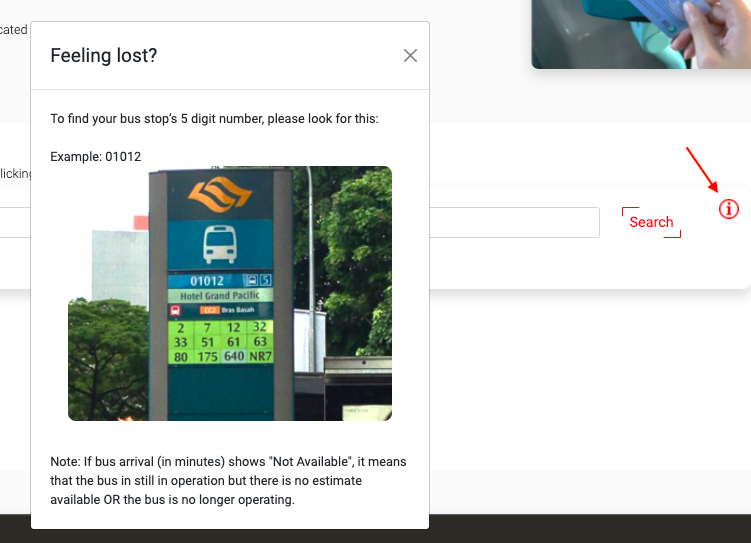 cated
Feeling lost?
To find your bus stop’s 5 digit number, please look for this:
Example: 01012
licking
Search
01012 5
Hotel Grand Pacific
CC2 Bras Basah
2 7 12 32
33 51 61 63
80 175 640 NR7
Note: If bus arrival (in minutes) shows "Not Available", it means
that the bus in still in operation but there is no estimate
available OR the bus is no longer operating.